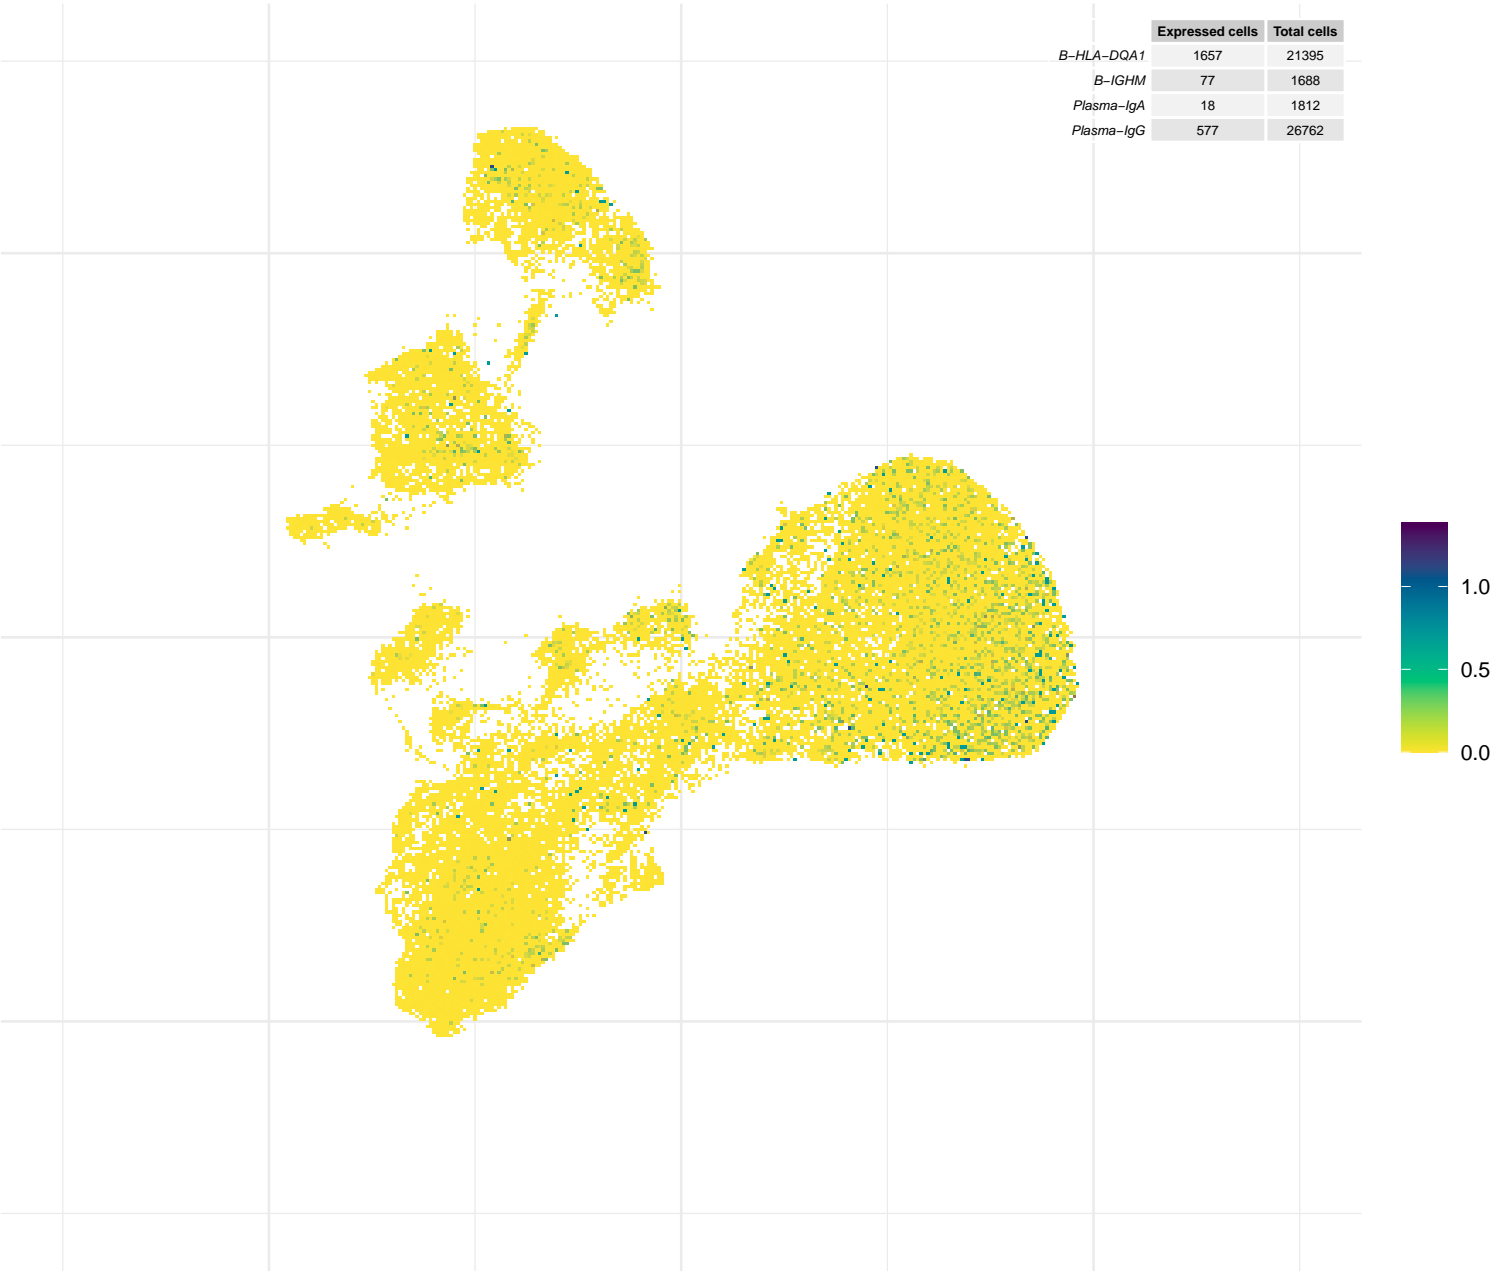 Expressed cells Total cells
B−HLA−DQA1 1657 21395
B−IGHM 77 1688
Plasma−IgA 18 1812
Plasma−IgG 577 26762
1.0
0.5
0.0